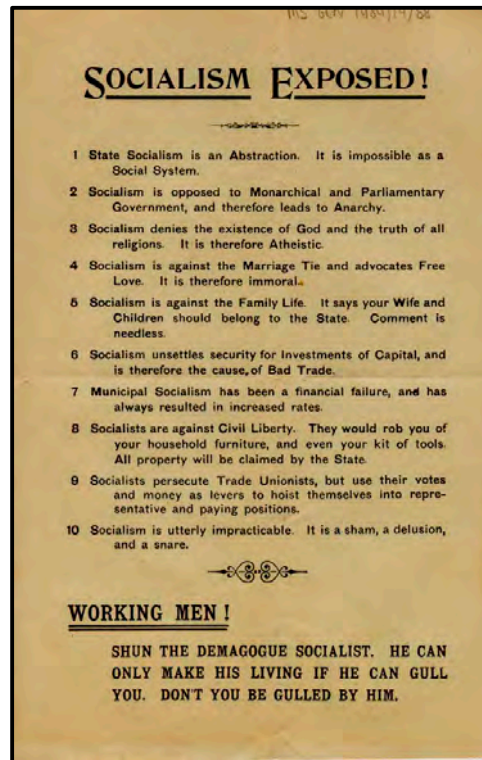 SOCIALISM EXPOSED!
1 State Socialism is an Abstraction. It is impossible as a
Social System.
2 Socialism is opposed to Monarchical and Parliamentary
Government, and therefore leads to Anarchy.
3 Socialism denies the existence of God and the truth of all
religions. It is therefore Atheistic.
4 Socialism is against the Marriage Tie and advocates Free
Love. It is therefore immoral.
5 Socialism is against the Family Life. It says your Wife and
Children should belong to the State. Comment is
needless.
6 Socialism unsettles security for Investments of Capital, and
is therefore the cause, of Bad Trade.
7 Municipal Socialism has been a financial failure, and has
always resulted in increased rates.
8 Socialists are against Civil Liberty. They would rob you of
your household furniture, and even your kit of tools.
All property will be claimed by the State.
9 Socialists persecute Trade Unionists, but use their votes
and money as levers to hoist themselves into repre-
sentative and paying positions.
10 Socialism is utterly impracticable. It is a sham, a delusion,
and a snare.
WORKING MEN!
SHUN THE DEMAGOGUE SOCIALIST. HE CAN
ONLY MAKE HIS LIVING IF HE CAN GULL
YOU. DON'T YOU BE GULLED BY HIM.